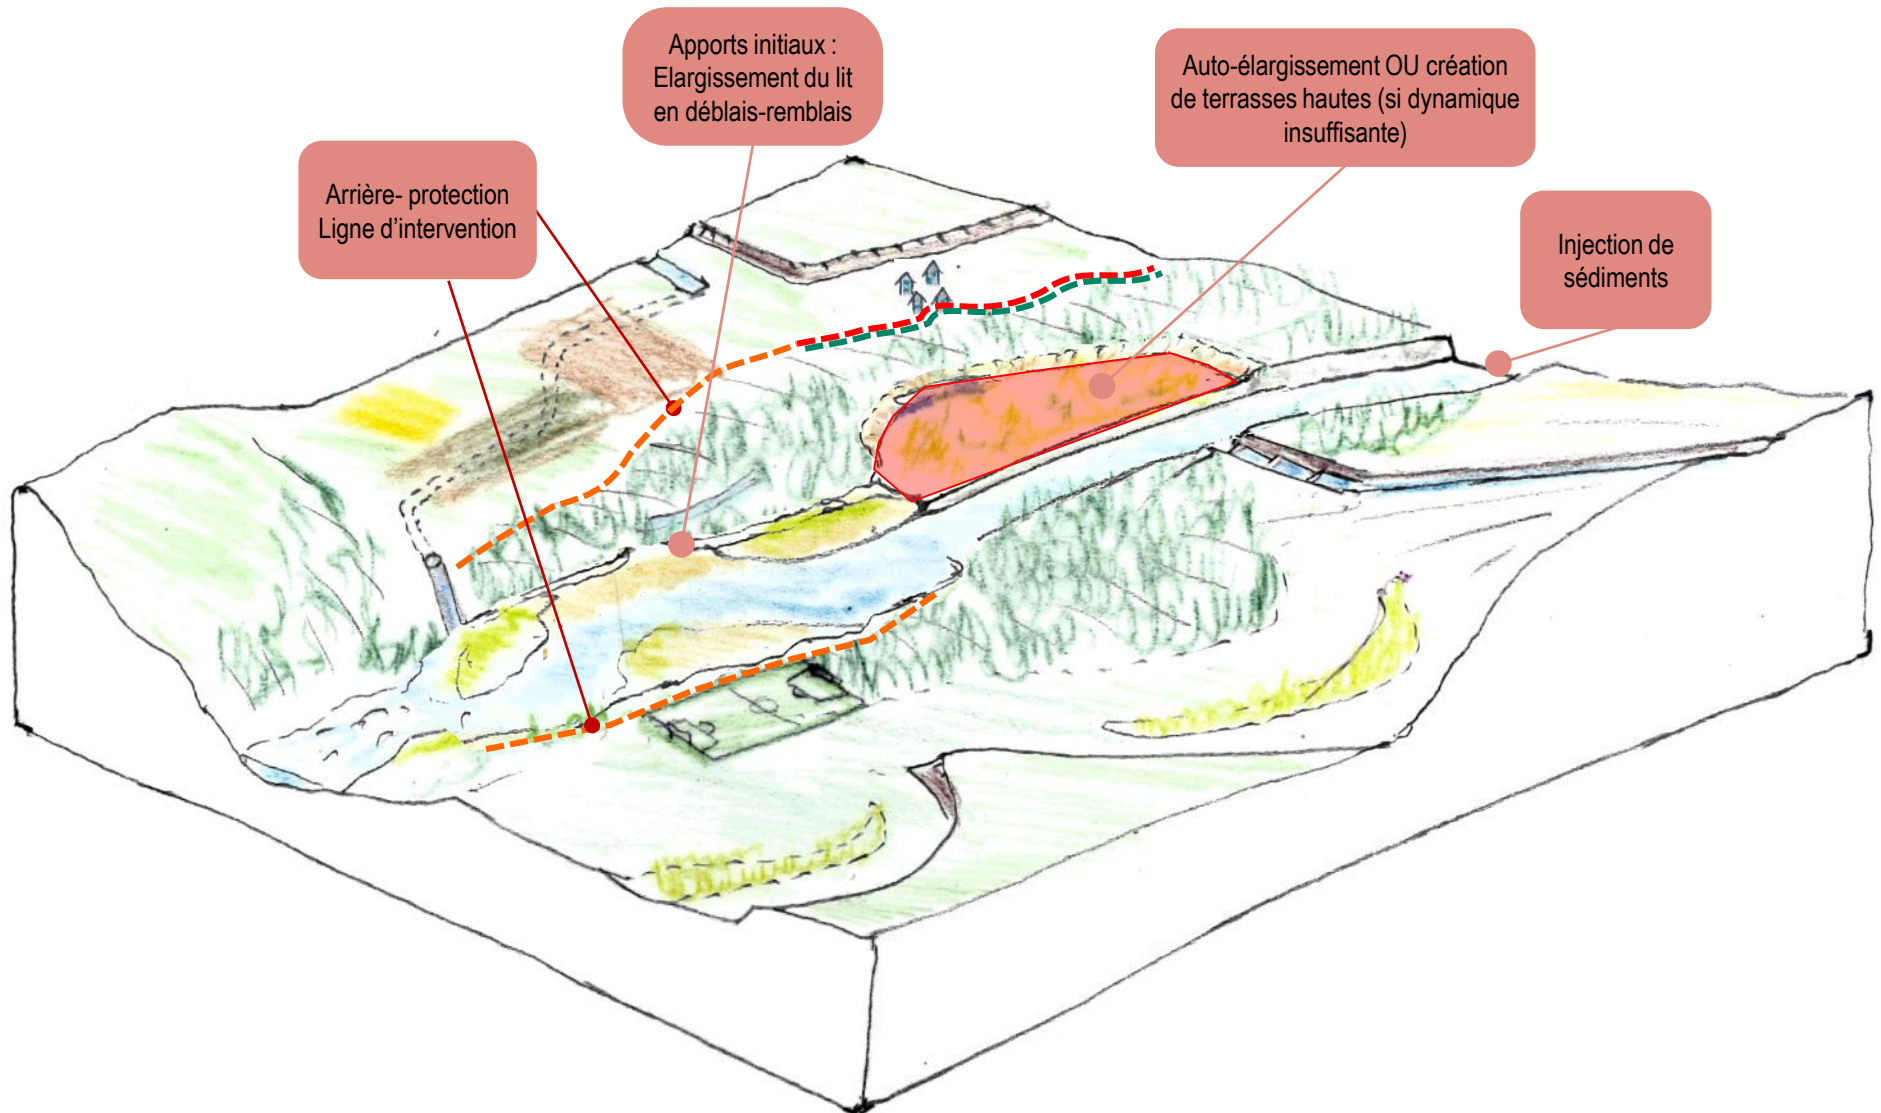 Apports initiaux :
Elargissement du lit
en déblais-remblais
Auto-élargissement OU création
de terrasses hautes (si dynamique
insuffisante)
Arrière- protection
Ligne d’intervention
Injection de
sédiments